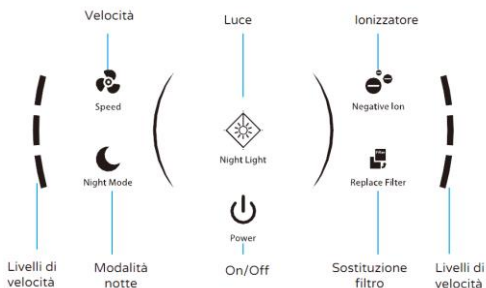 Velocità
Luce
Ionizzatore
Speed
Negative Ion
Night Light
Filter
Night Mode
Replace Filter
Power
Livelli di
velocità
Modalità
notte
On/Off
Sostituzione
filtro
Livelli di
velocità